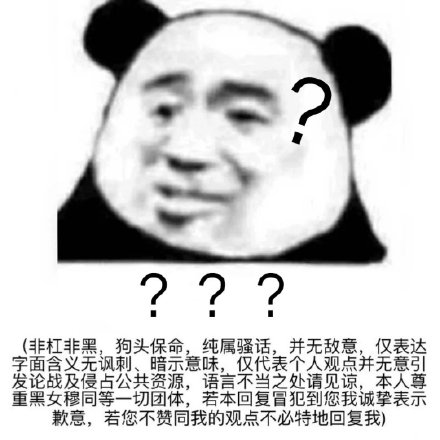 ?
? ? ?
(非杠非黑，狗头保命，纯属骚话，并无敌意，仅表达
字面含义无讽刺、暗示意味，仅代表个人观点并无意引
发论战及侵占公共资源，语言不当之处请见谅，本人尊
重黑女穆同等一切团体，若本回复冒犯到您我诚挚表示
歉意，若您不赞同我的观点不必特地回复我)